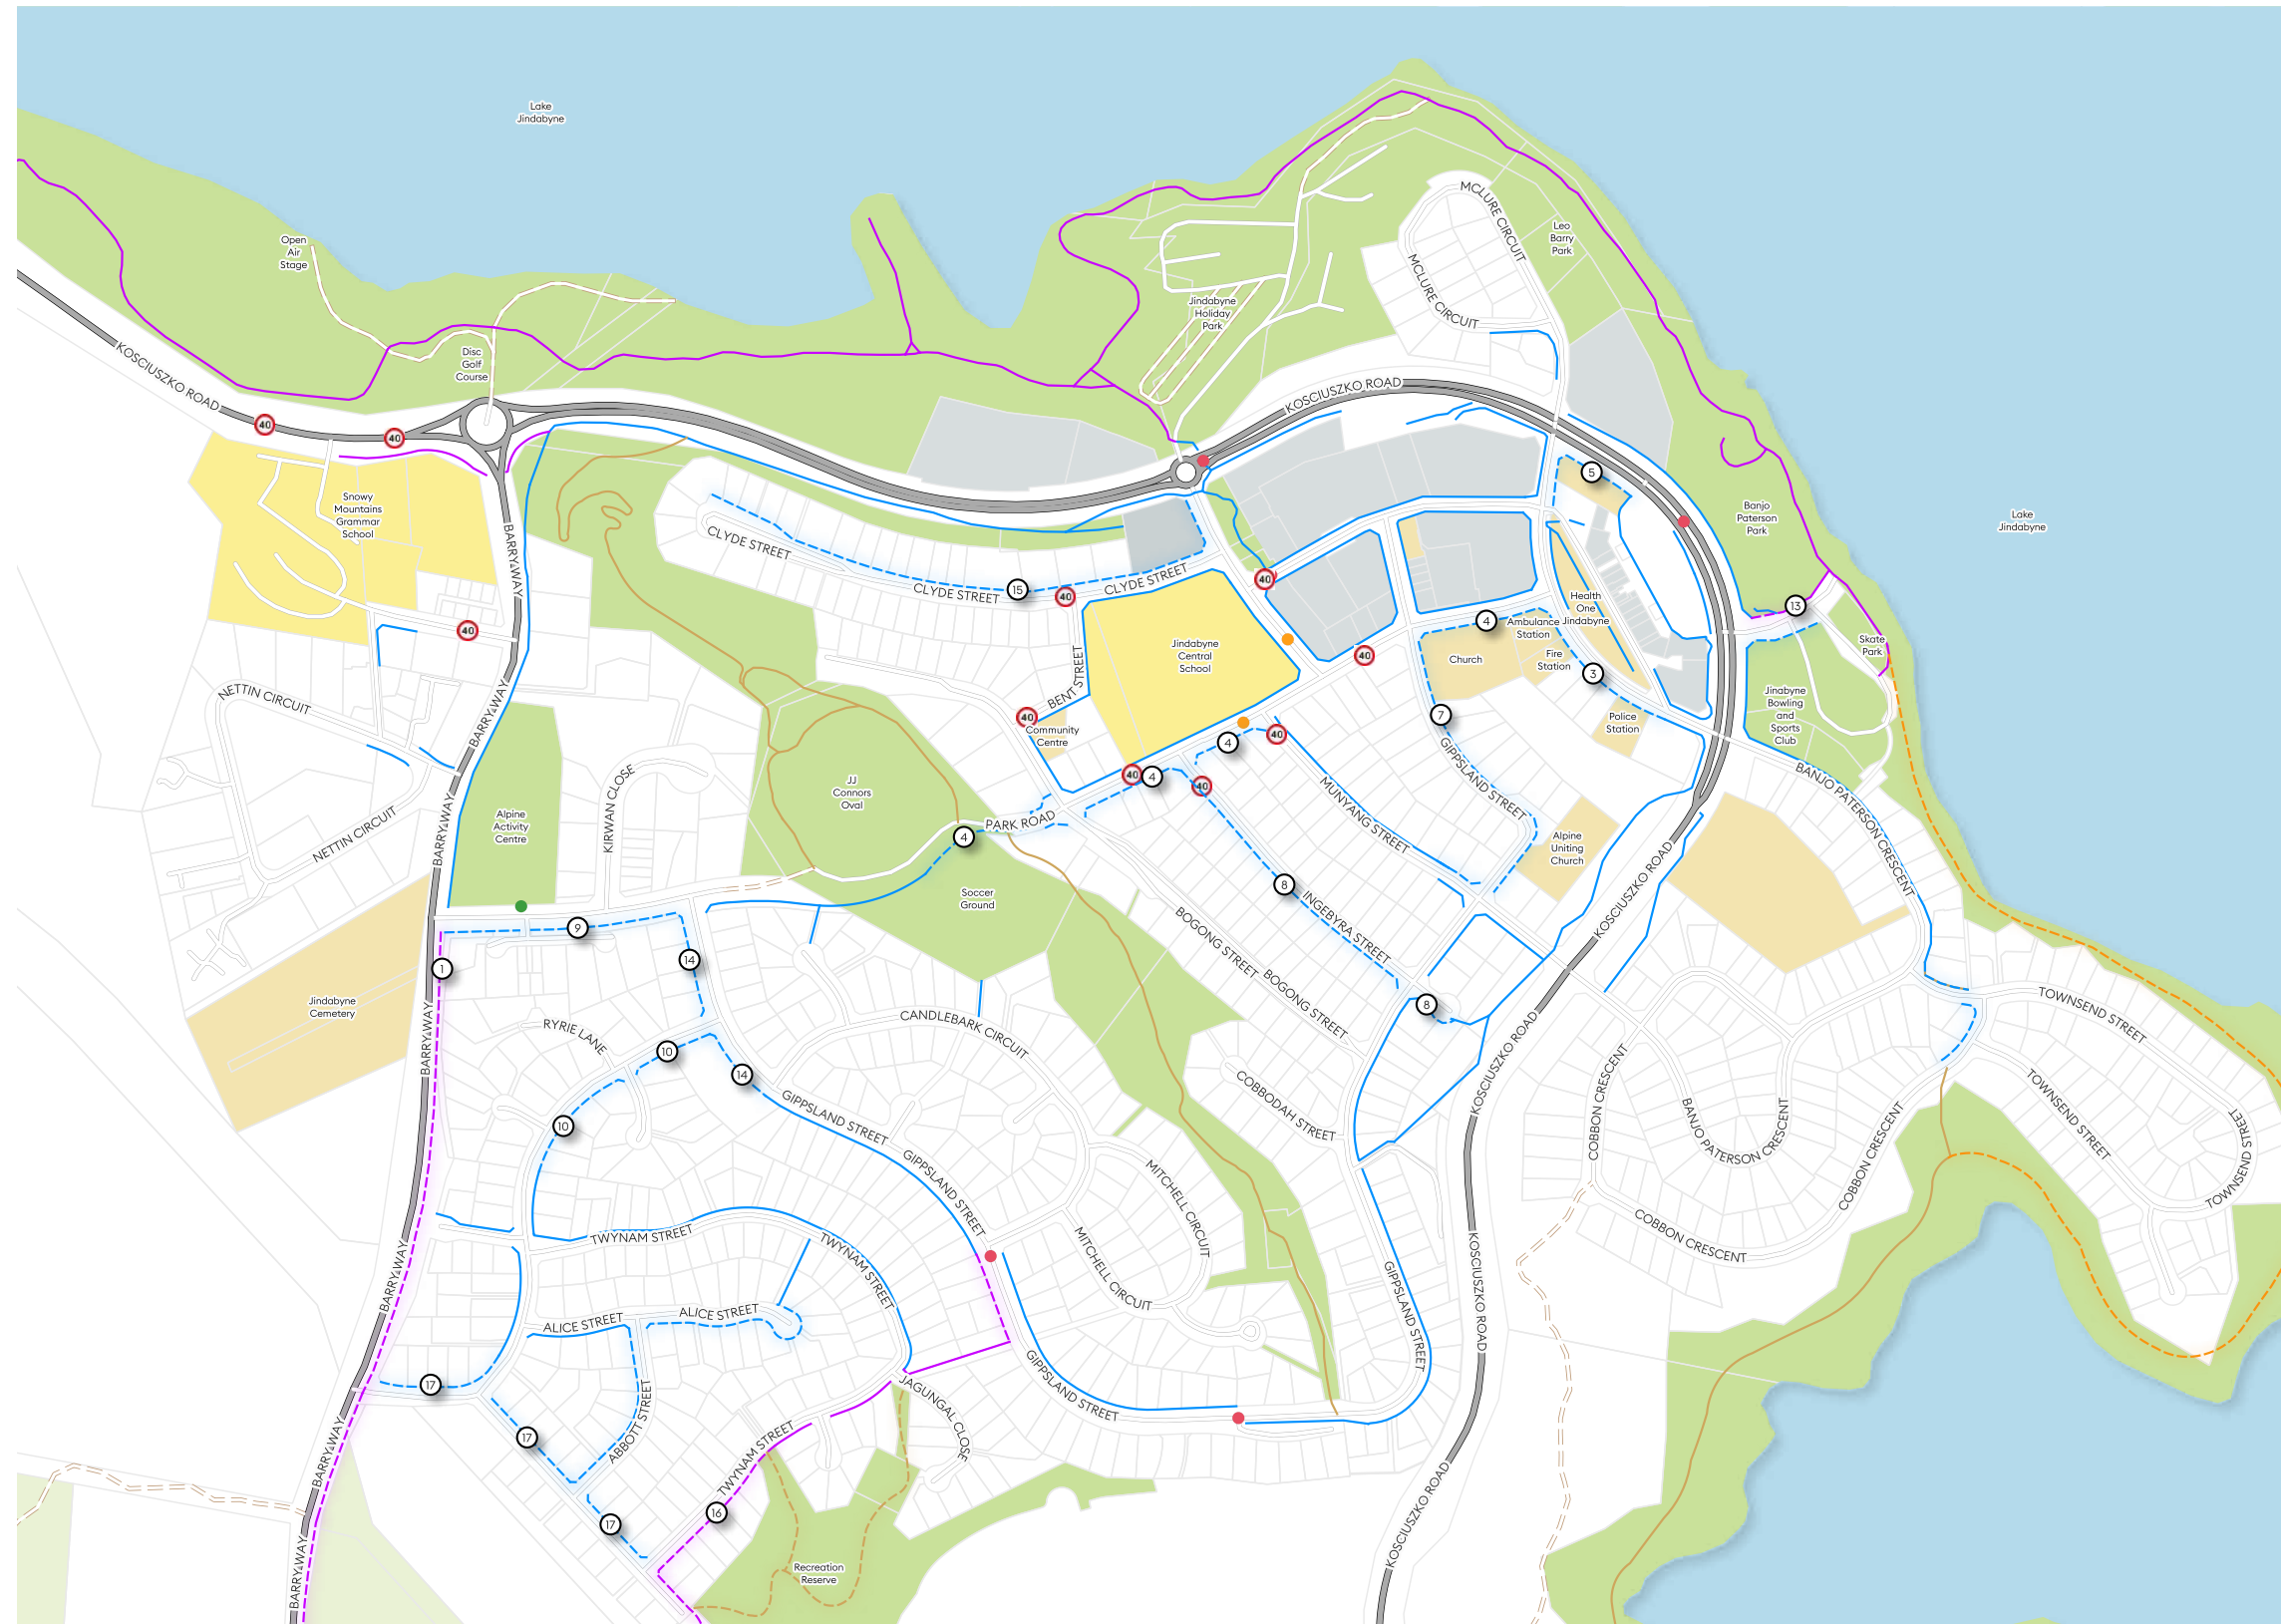 Lake
Jindabyne
Open
Air
Stage
MCLURE CIRCUIT
Leo
Barry
Park
MCLURE CIRCUIT
Jindabyne
Holiday
Park
Disc
Golf
Course
KOSCIUSZKO ROAD
KOSCIUSZKO ROAD
40
40
Snowy
Mountains
Grammar
School
5
Banjo
Paterson
Park
Lake
Jindabyne
BARRY WAY
CLYDE STREET
CLYDE STREET
15
40
CLYDE STREET
40
Health
One
Jindabyne
13
40
4
Ambulance
Station
Jindabyne
Central
School
40
Church
Fire
Station
3
Skate
Park
BENT STREET
NETTIN CIRCUIT
BARRY WAY
40
Community
Centre
7
Police
Station
Jinabyne
Bowling
and
Sports
Club
4
40
40
4
40
GIPPSLAND STREET
BANJO PATERSON CRESCENT
JJ
Connors
Oval
KIRWAN CLOSE
Alpine
Activity
Centre
NETTIN CIRCUIT
BARRY WAY
PARK ROAD
4
MUNYANG STREET
Alpine
Uniting
Church
KOSCIUSZKO ROAD
Soccer
Ground
8
INGEBYRA STREET
9
14
1
BOGONG STREET
BOGONG STREET
8
Jindabyne
Cemetery
BARRY WAY
RYRIE LANE
10
CANDLEBARK CIRCUIT
TOWNSEND STREET
KOSCIUSZKO ROAD
14
10
GIPPSLAND STREET
COBBODAH STREET
COBBON CRESCENT
BANJO PATERSON CRESCENT
COBBON CRESCENT
TOWNSEND STREET
TOWNSEND STREET
GIPPSLAND STREET
MITCHELL CIRCUIT
MITCHELL CIRCUIT
COBBON CRESCENT
TWYNAM STREET
TWYNAM STREET
BARRY WAY
KOSCIUSZKO ROAD
GIPPSLAND STREET
ALICE STREET
ALICE STREET
17
GIPPSLAND STREET
JAGUNGAL CLOSE
ABBOTT STREET
17
BARRY WAY
TWYNAM STREET
16
17
KOSCIUSZKO ROAD
Recreation
Reserve
BARRY WAY